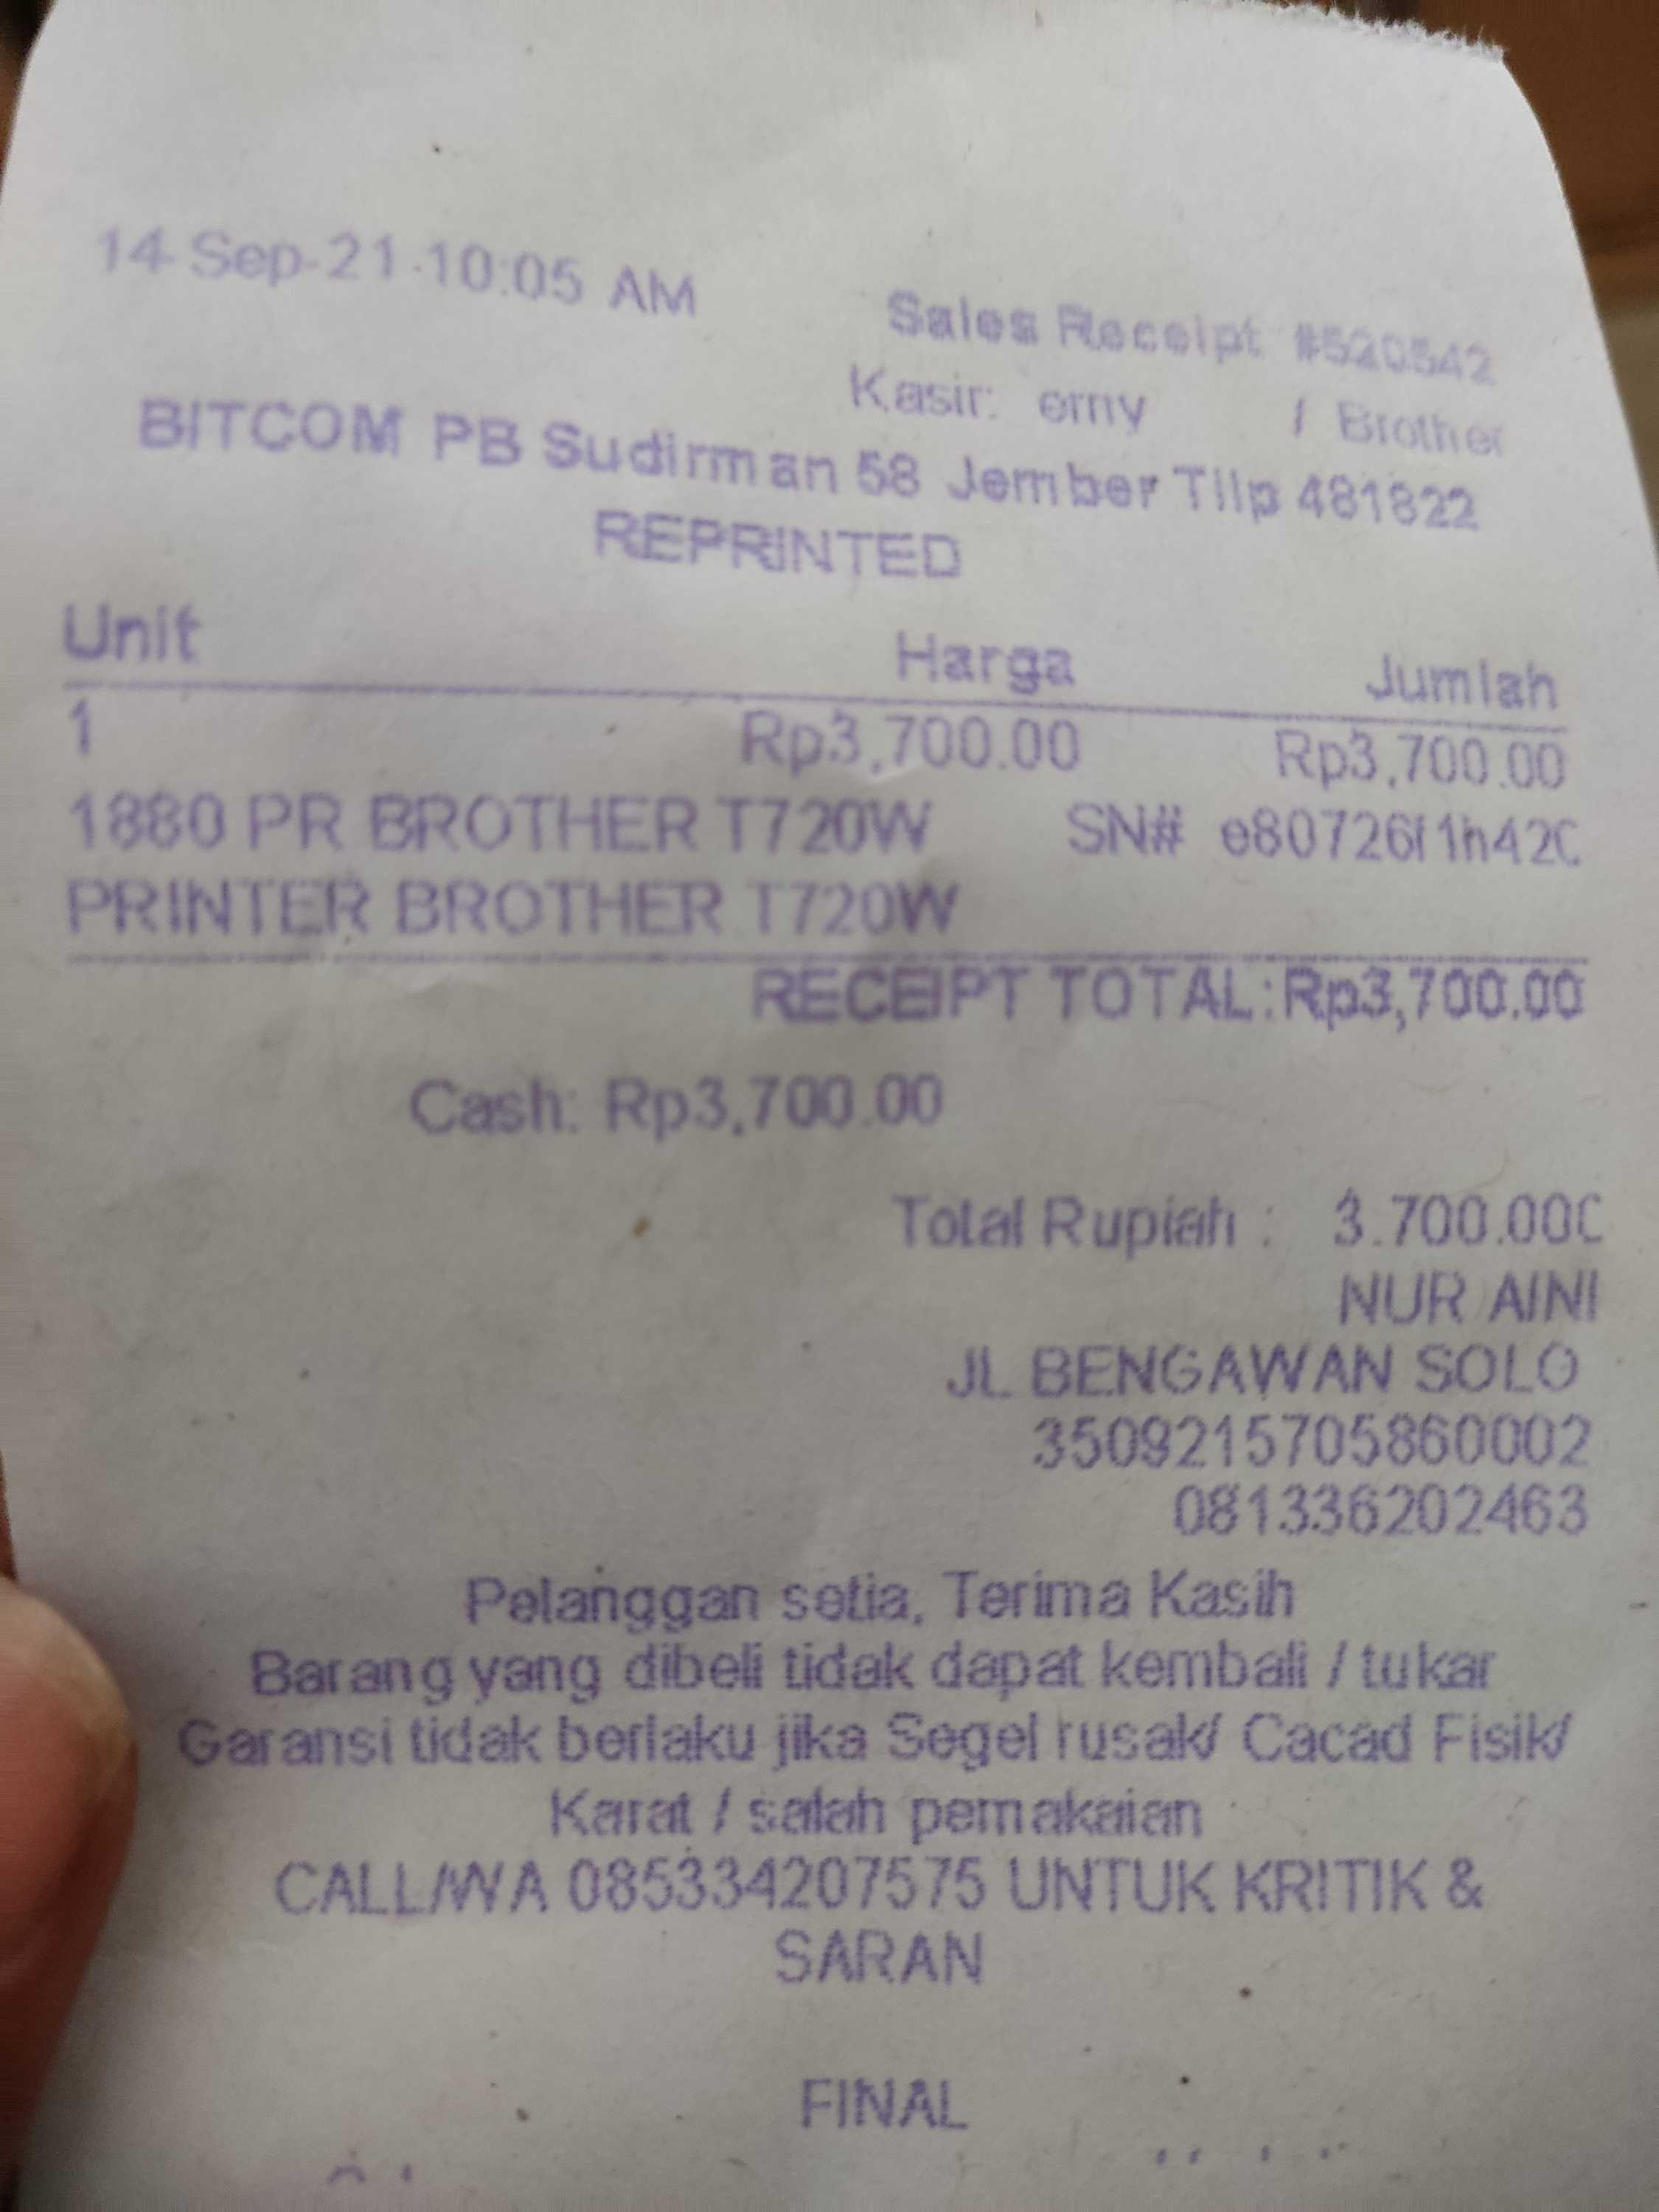 14-Sep-21-10:05 AM
Sales Receipt #520542
Kasir: erny / Brother
BITCOM PB Sudirman 58 Jember Tllp 481822
REPRINTED
Unit Harga Jumlah
1 Rp3,700.00 Rp3,700.00
1880 PR BROTHER T720W SN# e80726f1h420
PRINTER BROTHER T720W
RECEIPT TOTAL: Rp3,700.00
Cash: Rp3,700.00
Total Rupiah : 3.700.000
NUR AINI
JL BENGAWAN SOLO
3509215705860002
081336202463
Pelanggan setia, Terima Kasih
Barang yang dibeli tidak dapat kembali / tukar
Garansi tidak berlaku jika Segel rusak/ Cacad Fisik/
Karat / salah pemakaian
CALL/WA 085334207575 UNTUK KRITIK &
SARAN
FINAL